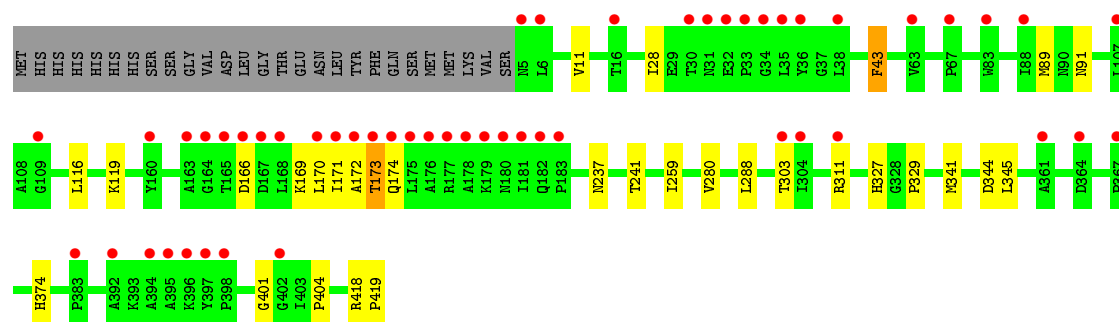 MET HIS HIS HIS HIS HIS HIS SER SER GLY VAL ASP LEU GLY THR GLU ASN LEU TYR PHE GLN SER MET MET LYS VAL SER N5 L6 V11 T16 I28 E29 T30 N31 E32 P33 G34 L35 Y36 G37 L38 F43 V63 P67 W83 I88 M89 N90 N91 L107
A108 G109 L116 K119 Y160 A163 G164 T165 D166 D167 L168 K169 L170 I171 A172 T173 Q174 L175 A176 R177 A178 K179 N180 I181 Q182 P183 N237 T241 I259 V280 L288 T303 I304 R311 H327 G328 P329 M341 D344 L345 A361 D364
H374 P383 A392 K393 A394 A395 K396 Y397 P398 G401 G402 I403 P404 R418 P419